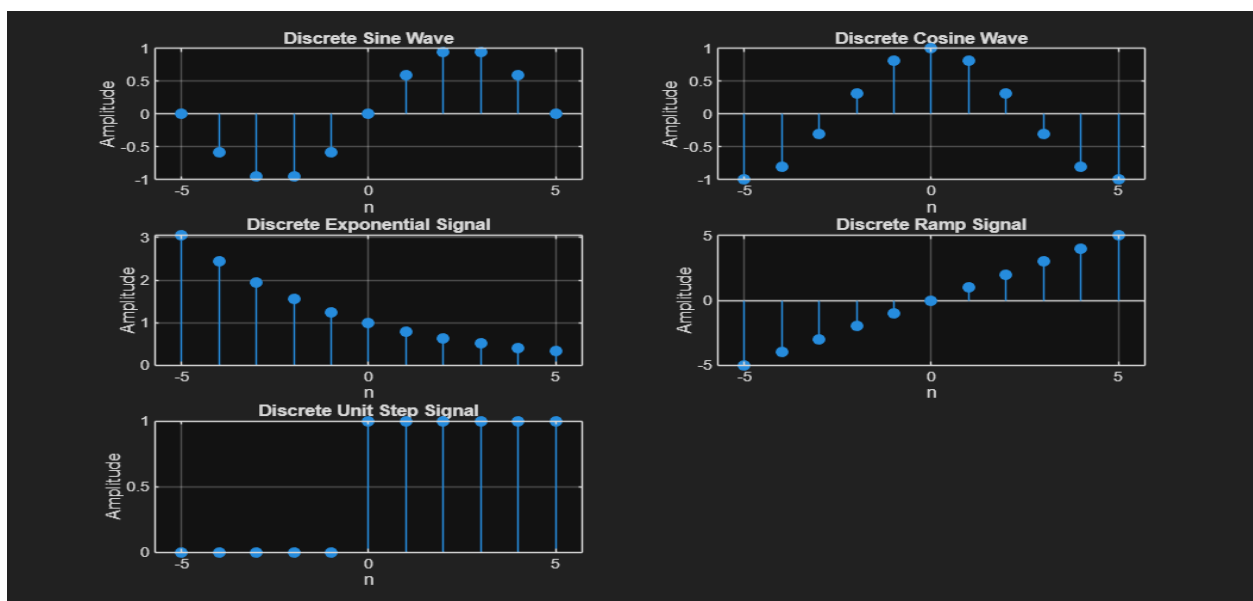 Discrete Sine Wave
1
0.5
0
-0.5
-1
Amplitude
-5 0 5
n
Discrete Cosine Wave
1
0.5
0
-0.5
-1
Amplitude
-5 0 5
n
Discrete Exponential Signal
3
2
1
0
Amplitude
-5 0 5
n
Discrete Ramp Signal
5
0
-5
Amplitude
-5 0 5
n
Discrete Unit Step Signal
1
0.5
0
Amplitude
-5 0 5
n